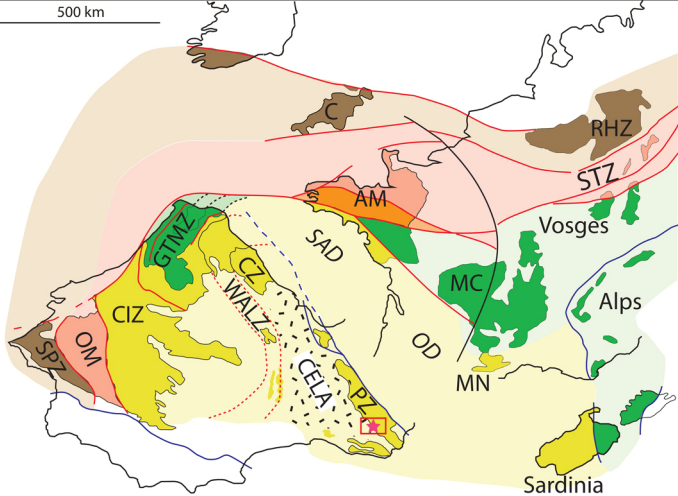 500 km
C
RHZ
STZ
AM
Vosges
GTMZ
SAD
CZ
MC
WALZ
Alps
CIZ
OM
SPZ
OD
CELA
MN
PZ
Sardinia